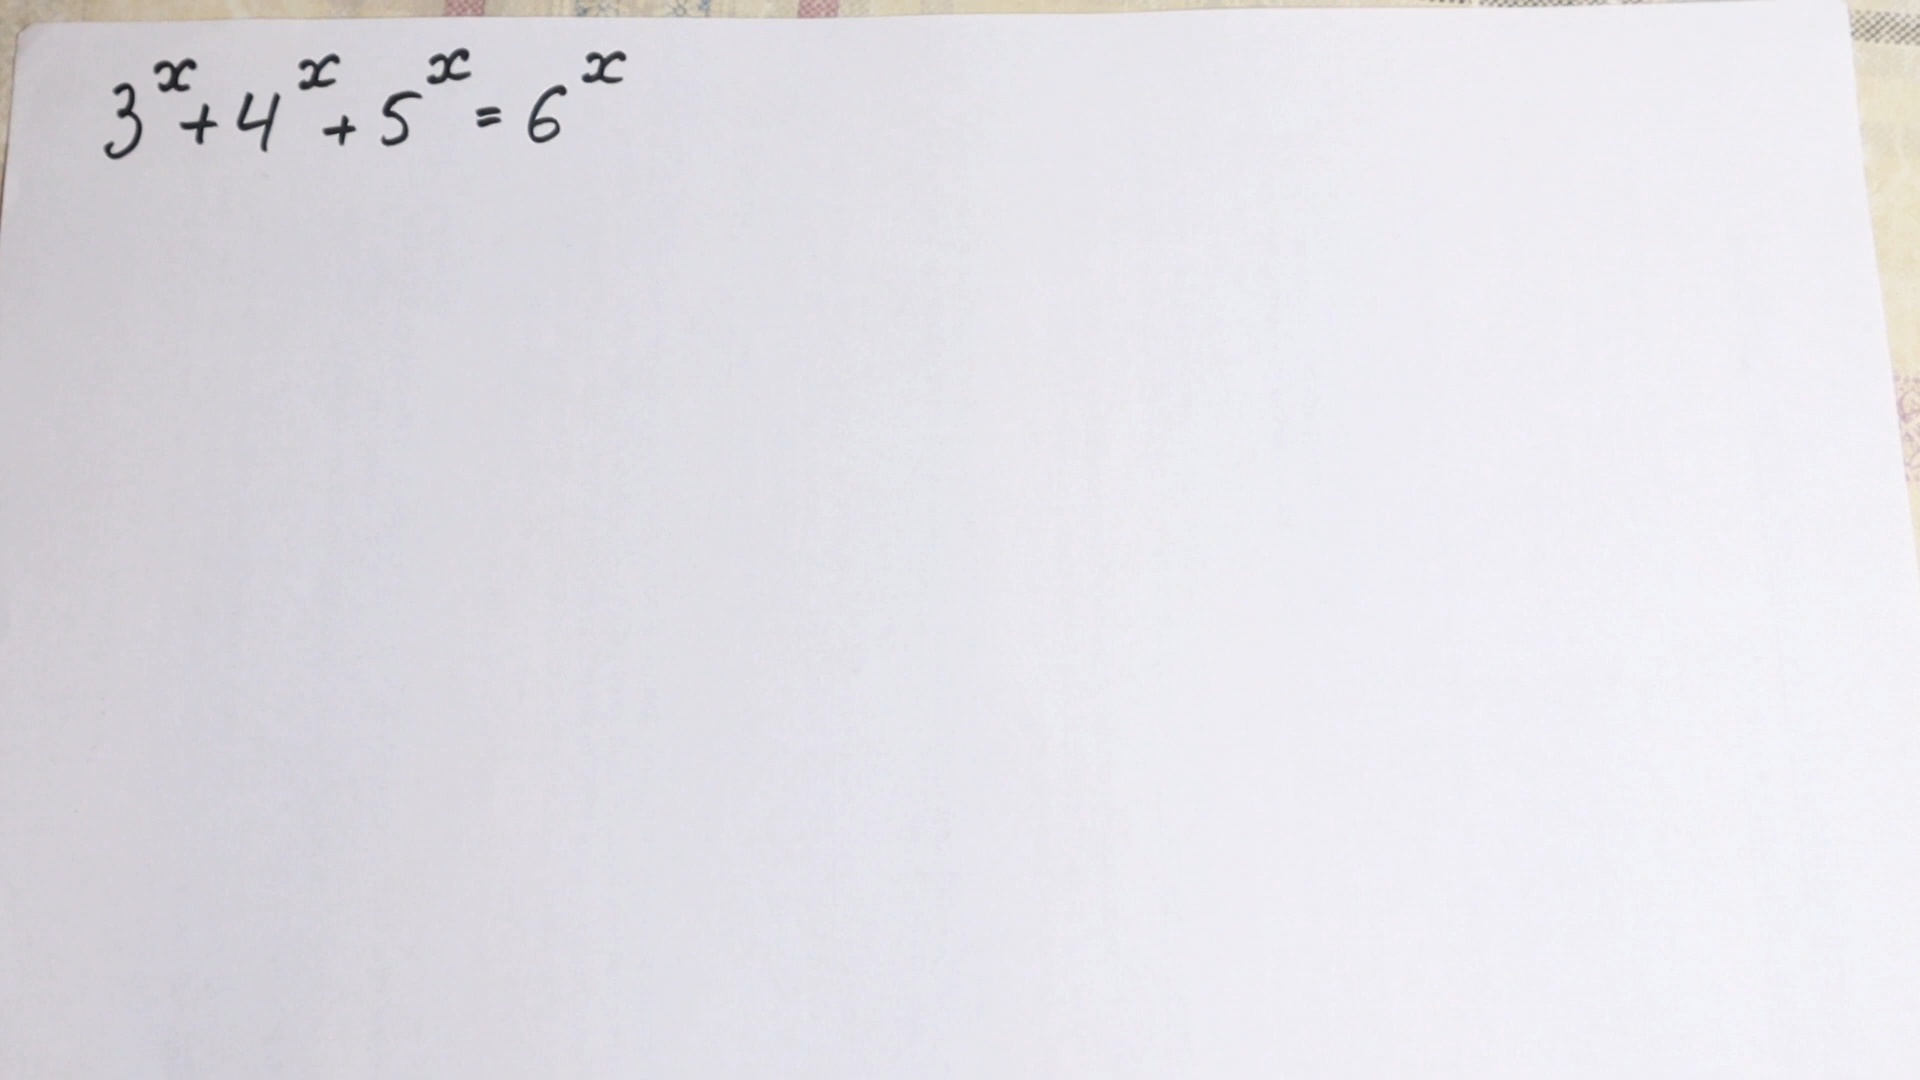 3^x + 4^x + 5^x = 6^x